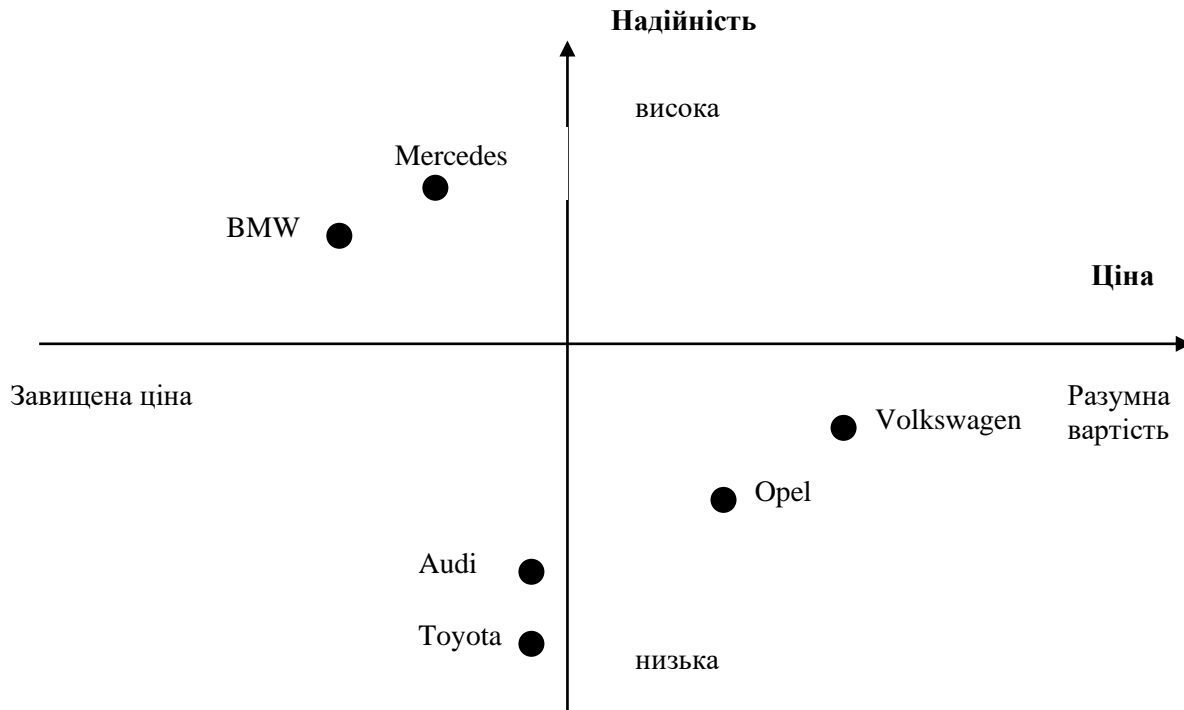 Надійність
висока
Mercedes
BMW
Ціна
Завищена ціна
Разумна
вартість
Volkswagen
Opel
Audi
Toyota
низька